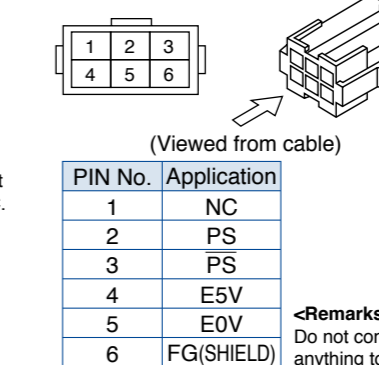 1 2 3
4 5 6
(Viewed from cable)
t
.
PIN No. Application
1 NC
2 PS
3 P̅S̅
4 E5V
5 E0V
6 FG(SHIELD)
<Remarks
Do not con
anything to